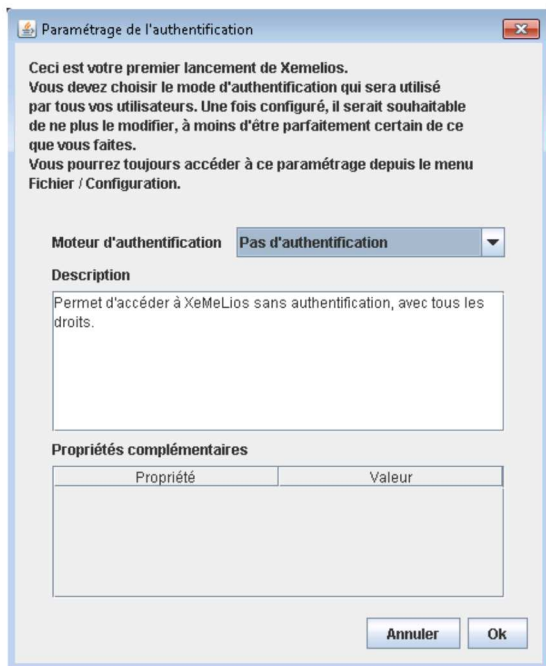 Paramétrage de l'authentification
Ceci est votre premier lancement de Xemelios.
Vous devez choisir le mode d'authentification qui sera utilisé
par tous vos utilisateurs. Une fois configuré, il serait souhaitable
de ne plus le modifier, à moins d'être parfaitement certain de ce
que vous faites.
Vous pourrez toujours accéder à ce paramétrage depuis le menu
Fichier / Configuration.
Moteur d'authentification Pas d'authentification
Description
Permet d'accéder à XeMeLios sans authentification, avec tous les
droits.
Propriétés complémentaires
Propriété Valeur
Annuler Ok